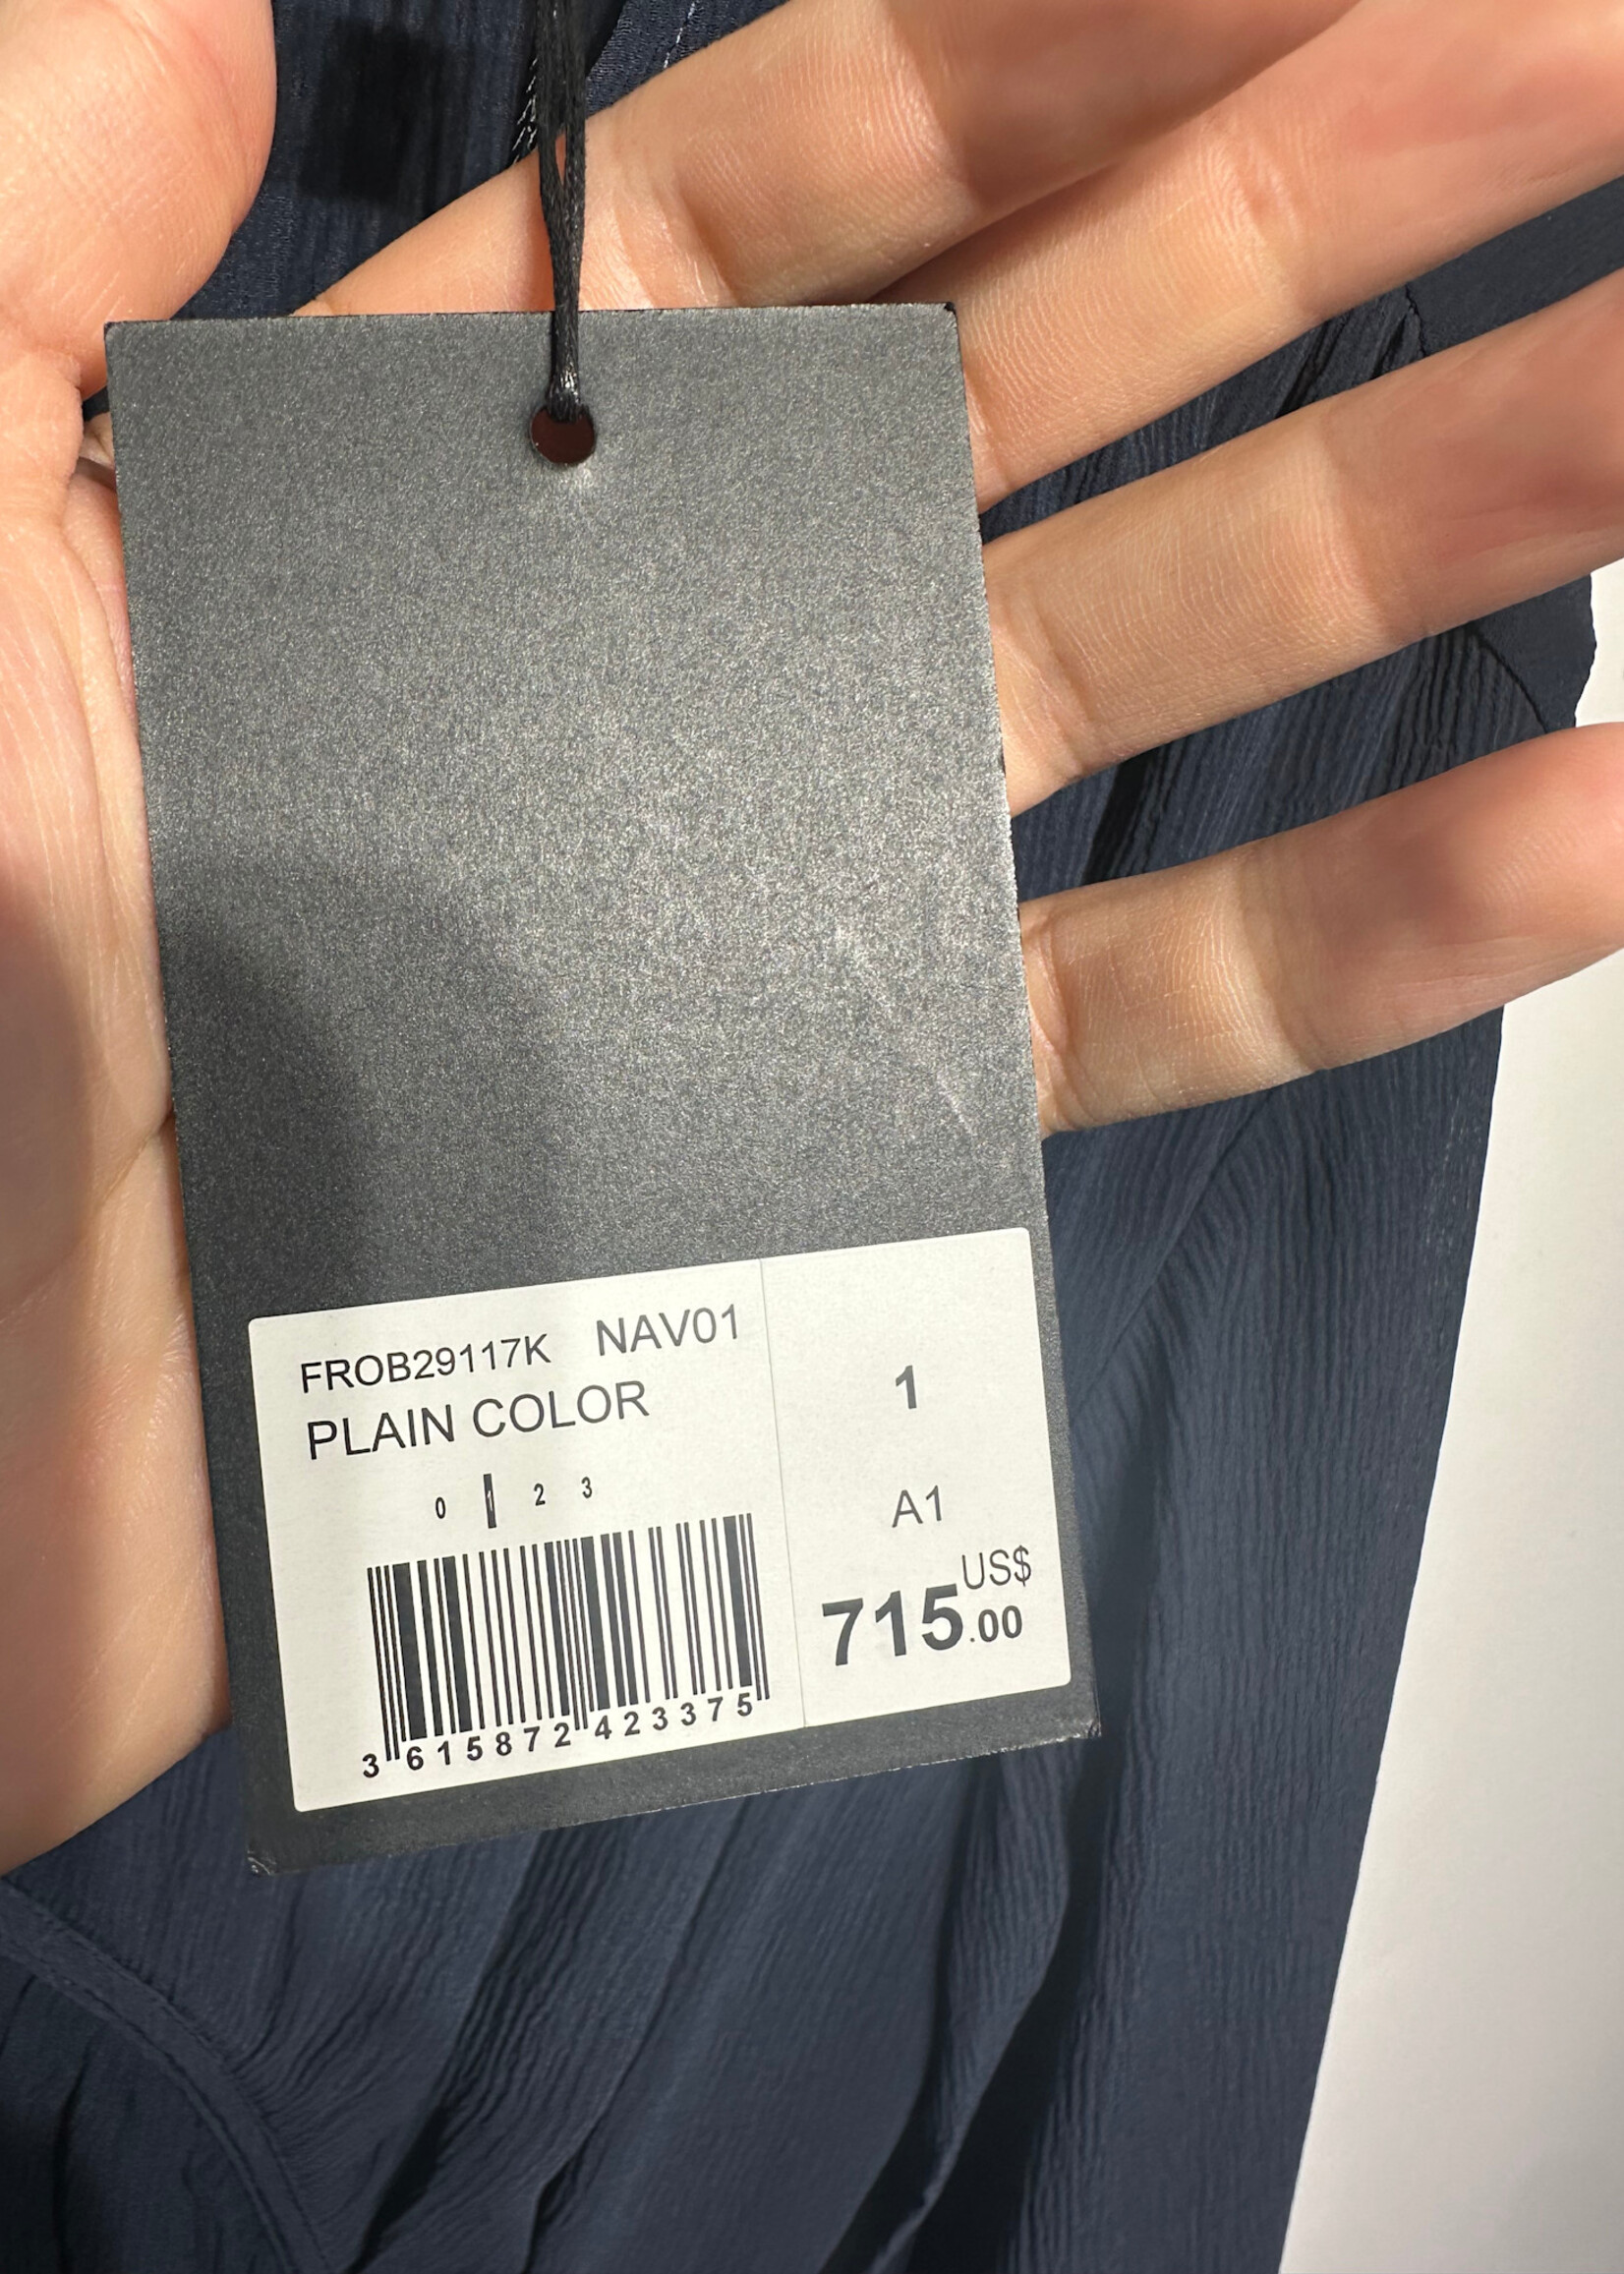 FROB29117K NAV01
PLAIN COLOR
0 1 2 3
3 615872 423375
1
A1
US$
715.00